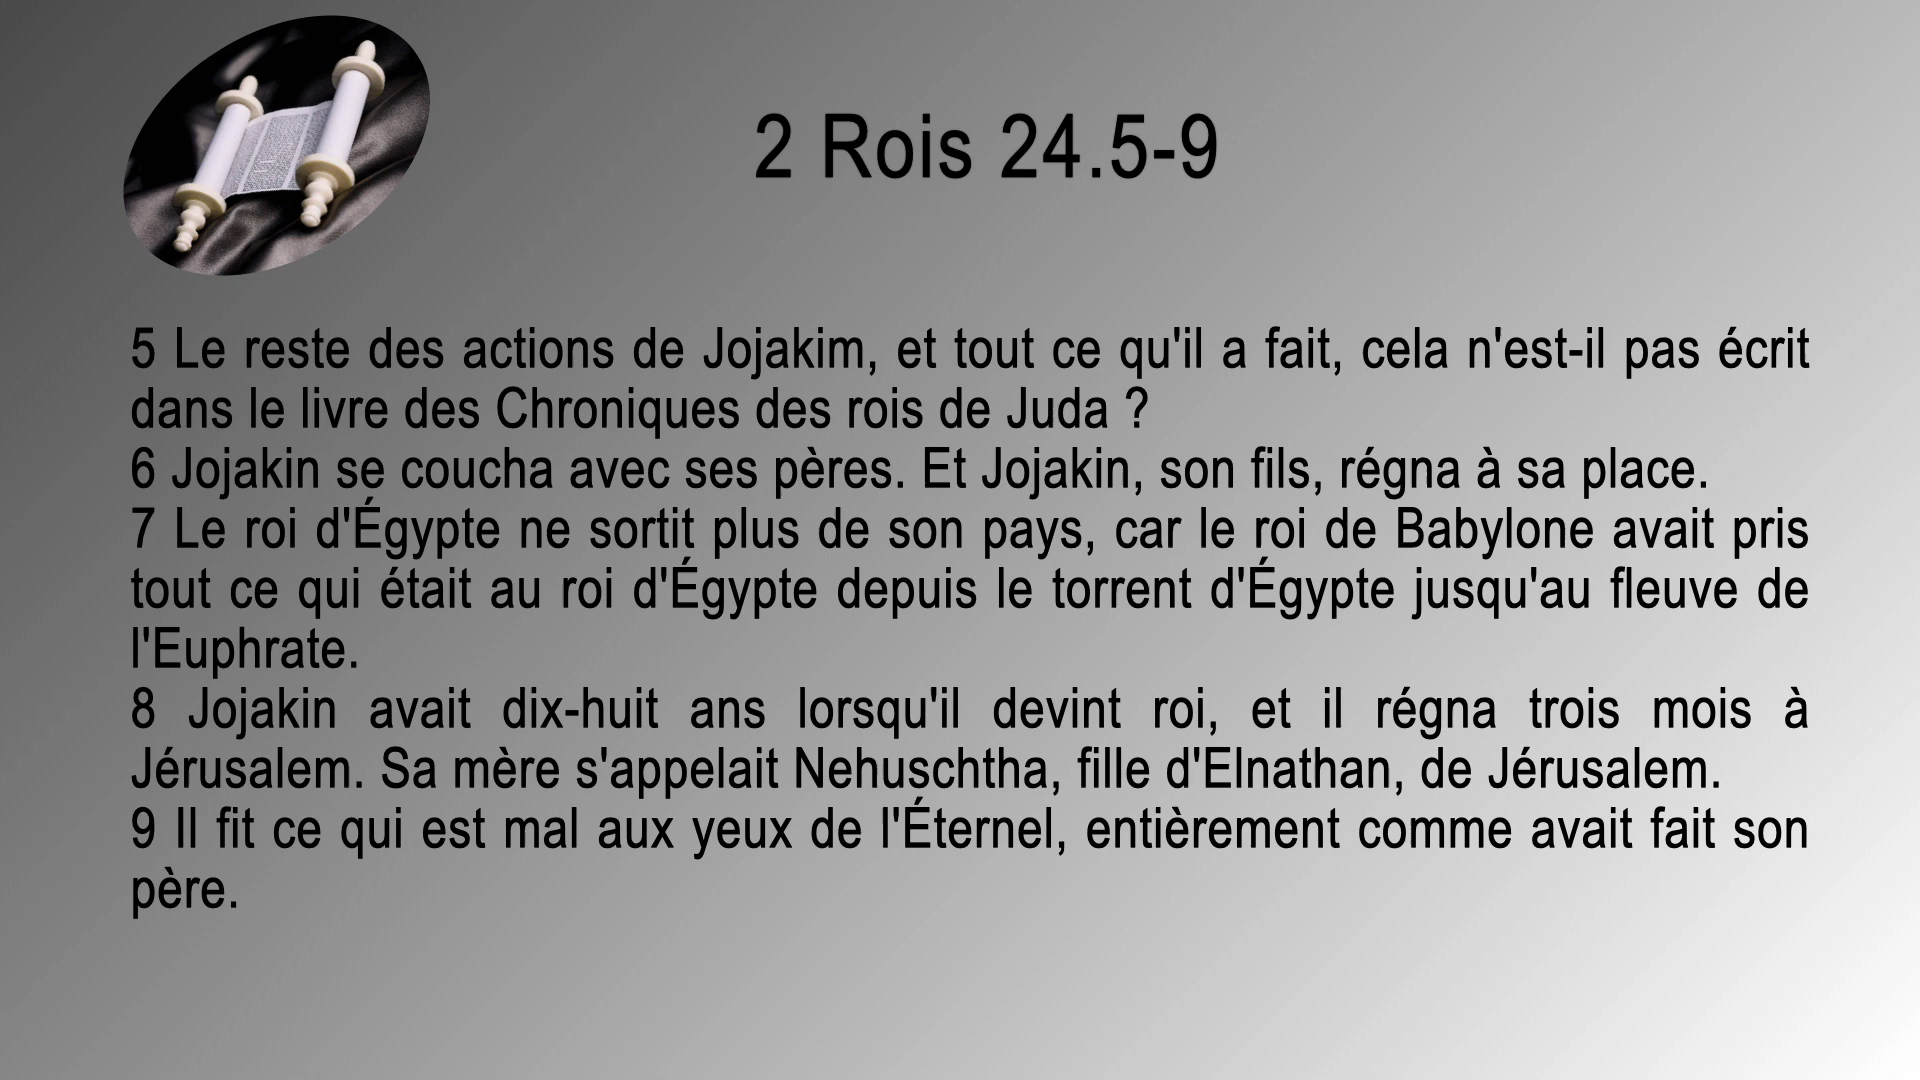 2 Rois 24.5-9
5 Le reste des actions de Jojakim, et tout ce qu'il a fait, cela n'est-il pas écrit
dans le livre des Chroniques des rois de Juda ?
6 Jojakin se coucha avec ses pères. Et Jojakin, son fils, régna à sa place.
7 Le roi d'Égypte ne sortit plus de son pays, car le roi de Babylone avait pris
tout ce qui était au roi d'Égypte depuis le torrent d'Égypte jusqu'au fleuve de
l'Euphrate.
8 Jojakin avait dix-huit ans lorsqu'il devint roi, et il régna trois mois à
Jérusalem. Sa mère s'appelait Nehuschtha, fille d'Elnathan, de Jérusalem.
9 Il fit ce qui est mal aux yeux de l'Éternel, entièrement comme avait fait son
père.